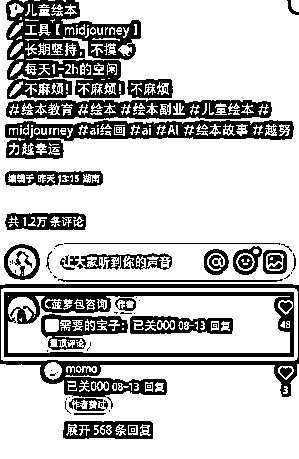 儿童绘本
工具【midjourney】
长期坚持，不摸🐟
每天1-2h的空闲
不麻烦！不麻烦！不麻烦
#绘本教育 #绘本 #绘本副业 #儿童绘本 #
midjourney #ai绘画 #ai #AI #绘本故事 #越努
力越幸运
编辑于 昨天 13:15 湖南
共 1.2万 条评论
让大家听到你的声音
C菠萝包咨询 作者
需要的宝子：已关000 08-13 回复
48
置顶评论
momo
已关000 08-13 回复
3
作者赞过
展开 568 条回复